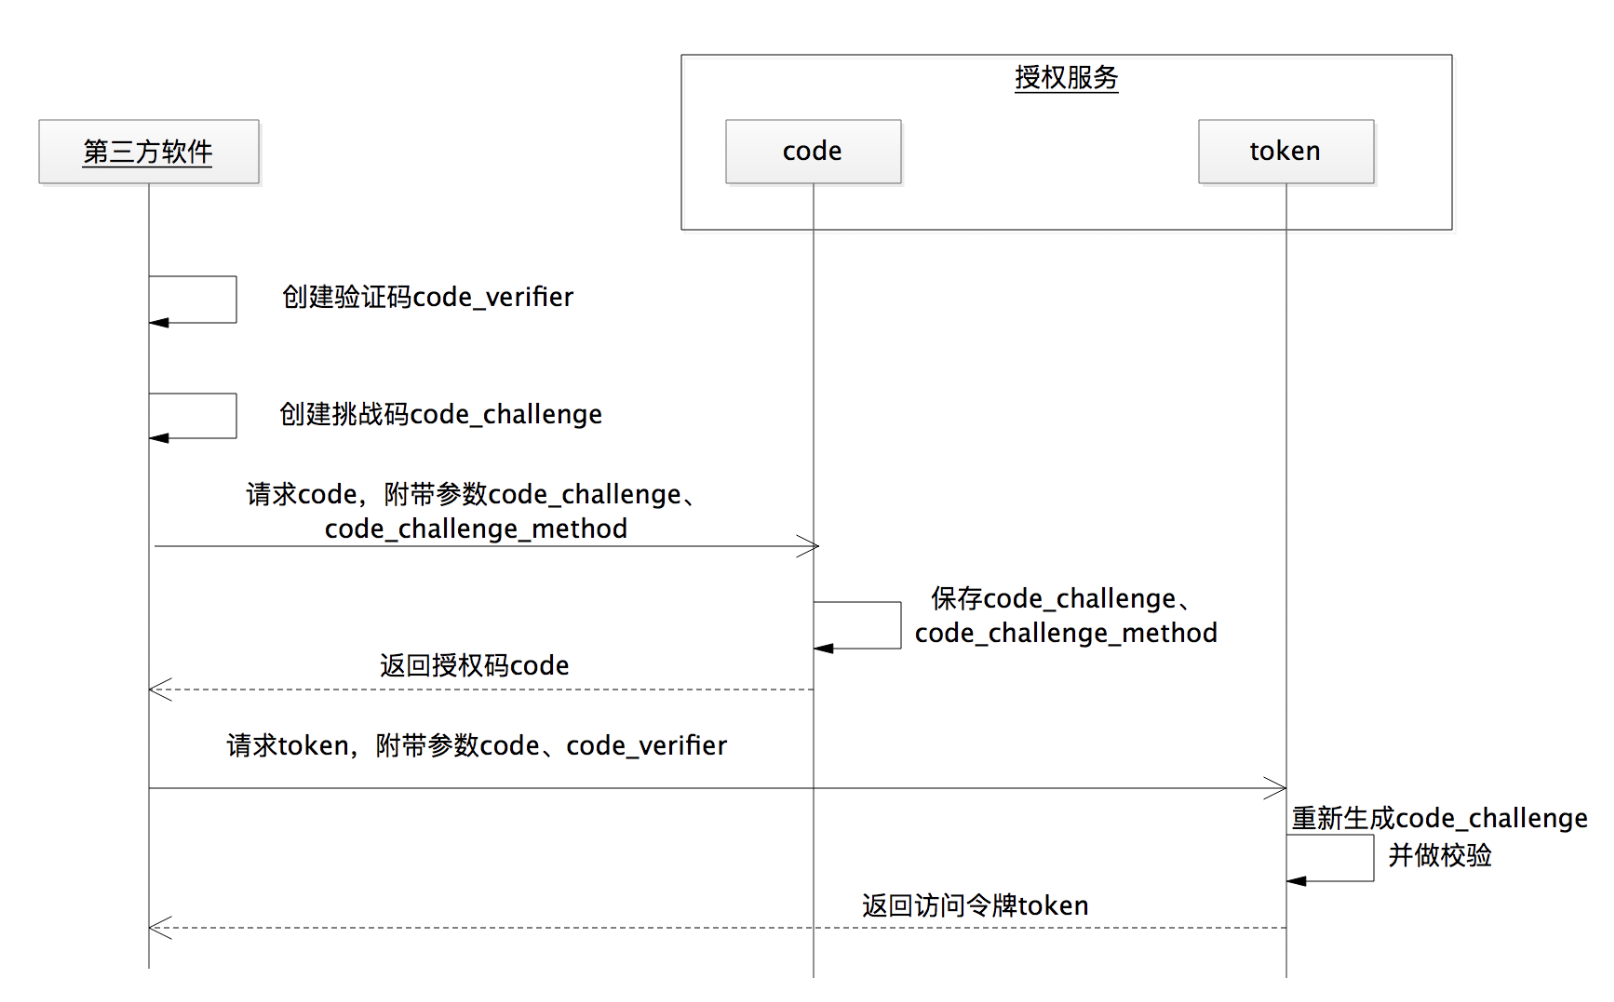 授权服务
第三方软件
code
token
创建验证码code_verifier
创建挑战码code_challenge
请求code，附带参数code_challenge、
code_challenge_method
保存code_challenge、
code_challenge_method
返回授权码code
请求token，附带参数code、code_verifier
重新生成code_challenge
并做校验
返回访问令牌token